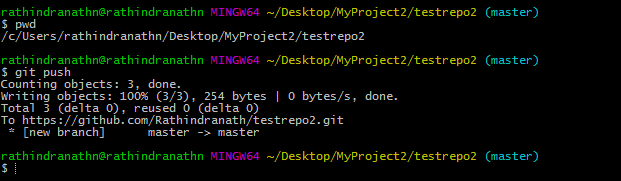 rathindranathn@rathindranathn MINGW64 ~/Desktop/MyProject2/testrepo2 (master)
$ pwd
/c/Users/rathindranathn/Desktop/MyProject2/testrepo2
rathindranathn@rathindranathn MINGW64 ~/Desktop/MyProject2/testrepo2 (master)
$ git push
Counting objects: 3, done.
Writing objects: 100% (3/3), 254 bytes | 0 bytes/s, done.
Total 3 (delta 0), reused 0 (delta 0)
To https://github.com/Rathindranath/testrepo2.git
 * [new branch]      master -> master
rathindranathn@rathindranathn MINGW64 ~/Desktop/MyProject2/testrepo2 (master)
$